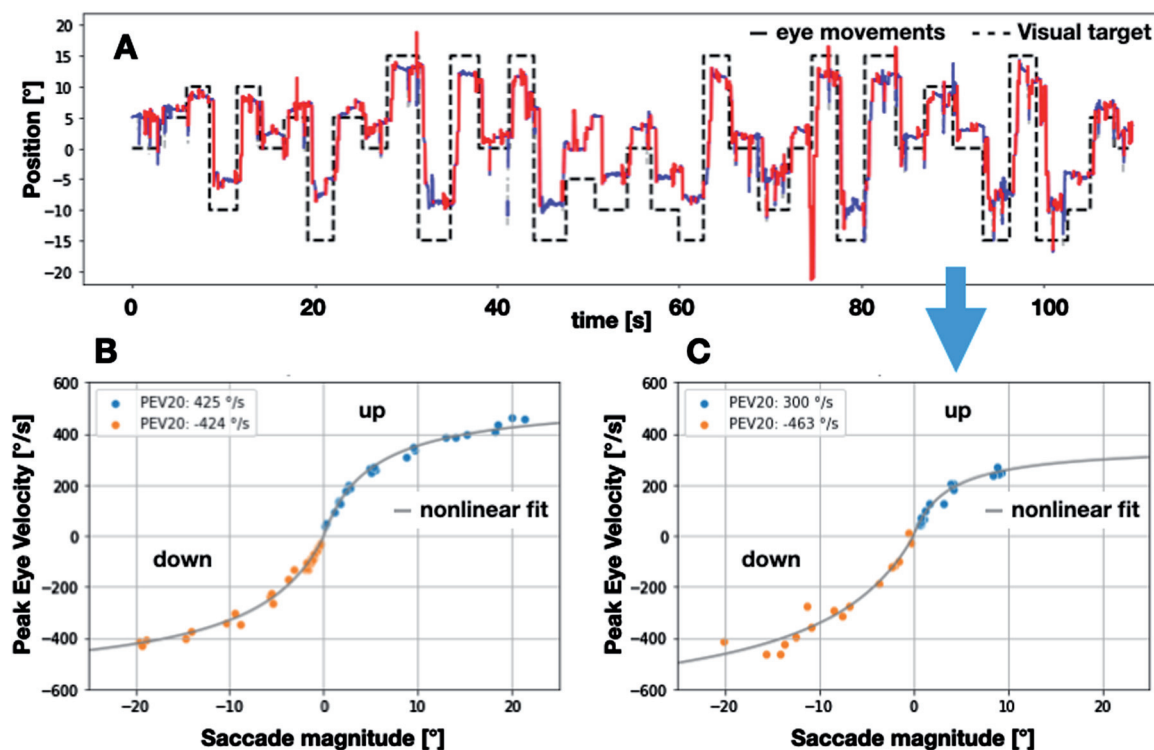 A
eye movements
Visual target
Position [°]
20
15
10
5
0
−5
−10
−15
−20
0
20
40
60
80
100
time [s]
B
PEV20: 425 °/s
PEV20: -424 °/s
up
nonlinear fit
down
Peak Eye Velocity [°/s]
600
400
200
0
−200
−400
−600
−20
−10
0
10
20
Saccade magnitude [°]
C
PEV20: 300 °/s
PEV20: -463 °/s
up
nonlinear fit
down
Peak Eye Velocity [°/s]
600
400
200
0
−200
−400
−600
−20
−10
0
10
20
Saccade magnitude [°]